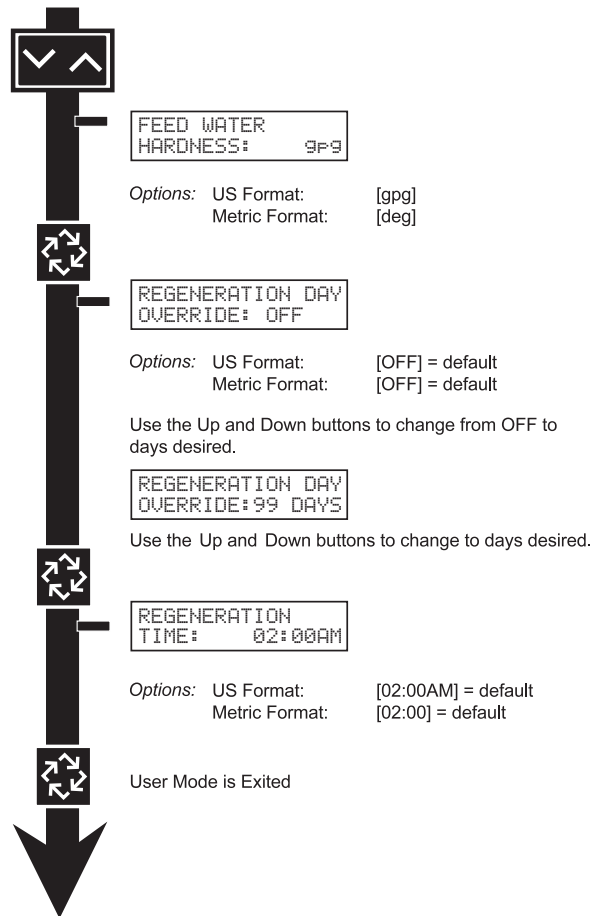 FEED WATER
HARDNESS: gpg
Options: US Format: [gpg]
Metric Format: [deg]
REGENERATION DAY
OVERRIDE: OFF
Options: US Format: [OFF] = default
Metric Format: [OFF] = default
Use the Up and Down buttons to change from OFF to
days desired.
REGENERATION DAY
OVERRIDE:99 DAYS
Use the Up and Down buttons to change to days desired.
REGENERATION
TIME: 02:00AM
Options: US Format: [02:00AM] = default
Metric Format: [02:00] = default
User Mode is Exited